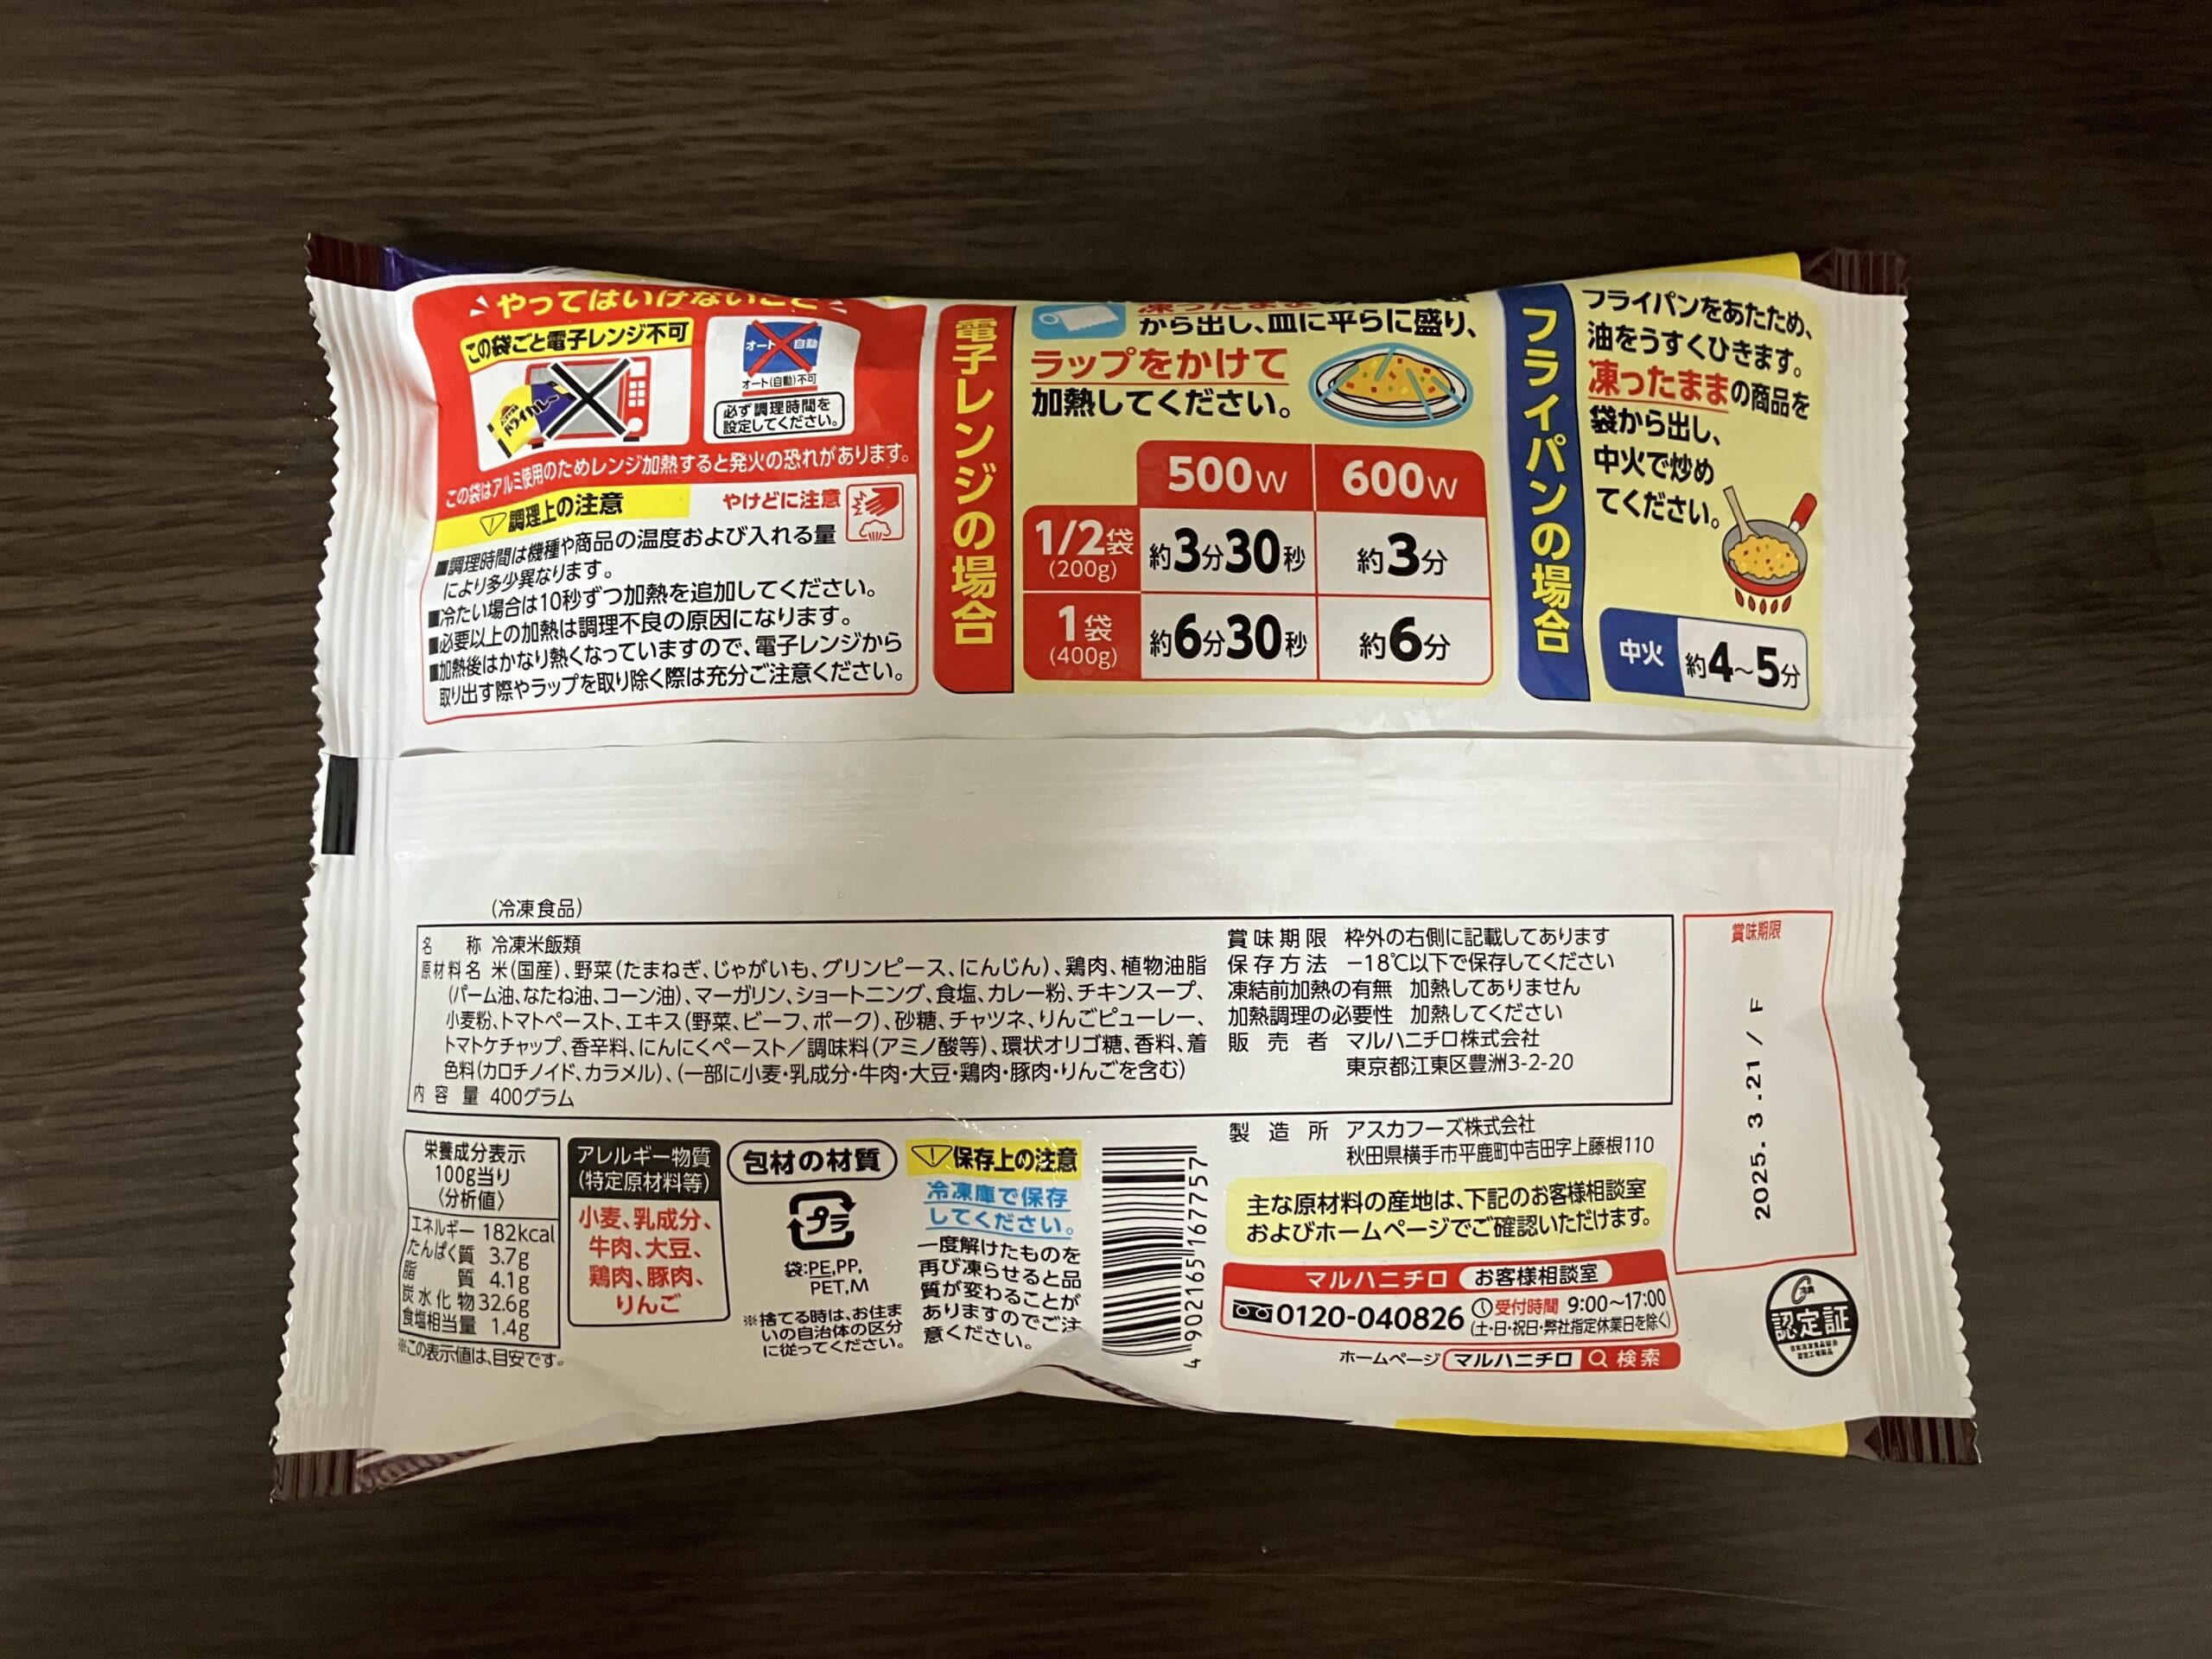 やってはいけないこと
この袋ごと電子レンジ不可
ドライカレー
オート 自動
オート(自動)不可
必ず調理時間を
設定してください。
この袋はアルミ使用のためレンジ加熱すると発火の恐れがあります。
調理上の注意
やけどに注意
■調理時間は機種や商品の温度および入れる量
により多少異なります。
■冷たい場合は10秒ずつ加熱を追加してください。
■必要以上の加熱は調理不良の原因になります。
■加熱後はかなり熱くなっていますので、電子レンジから
取り出す際やラップを取り除く際は充分ご注意ください。
電子レンジの場合
凍ったまま
から出し、皿に平らに盛り、
ラップをかけて
加熱してください。
500W 600W
1/2袋 (200g) 約3分30秒 約3分
1袋 (400g) 約6分30秒 約6分
フライパンの場合
フライパンをあたため、
油をうすくひきます。
凍ったままの商品を
袋から出し、
中火で炒め
てください。
中火 約4~5分
(冷凍食品)
名称 冷凍米飯類
原材料名 米(国産)、野菜(たまねぎ、じゃがいも、グリンピース、にんじん)、鶏肉、植物油脂
(パーム油、なたね油、コーン油)、マーガリン、ショートニング、食塩、カレー粉、チキンスープ、
小麦粉、トマトペースト、エキス(野菜、ビーフ、ポーク)、砂糖、チャツネ、りんごピューレー、
トマトケチャップ、香辛料、にんにくペースト/調味料(アミノ酸等)、環状オリゴ糖、香料、着
色料(カロチノイド、カラメル)、(一部に小麦・乳成分・牛肉・大豆・鶏肉・豚肉・りんごを含む)
内容量 400グラム
賞味期限 枠外の右側に記載してあります
保存方法 -18℃以下で保存してください
凍結前加熱の有無 加熱してありません
加熱調理の必要性 加熱してください
販売者 マルハニチロ株式会社
東京都江東区豊洲3-2-20
製造所 アスカフーズ株式会社
秋田県横手市平鹿町中吉田字上藤根110
賞味期限
2025. 3.21 / F
栄養成分表示
100g当り
〈分析値〉
エネルギー 182kcal
たんぱく質 3.7g
脂質 4.1g
炭水化物 32.6g
食塩相当量 1.4g
※この表示値は、目安です。
アレルギー物質
(特定原材料等)
小麦、乳成分、
牛肉、大豆、
鶏肉、豚肉、
りんご
包材の材質
プラ
袋:PE,PP,
PET,M
※捨てる時は、お住ま
いの自治体の区分
に従ってください。
保存上の注意
冷凍庫で保存
してください。
一度解けたものを
再び凍らせると品
質が変わることが
ありますのでご注
意ください。
4 902165 167757
主な原材料の産地は、下記のお客様相談室
およびホームページでご確認いただけます。
マルハニチロ お客様相談室
0120-040826 受付時間 9:00~17:00
(土・日・祝日・弊社指定休業日を除く)
ホームページ マルハニチロ 検索
認定証